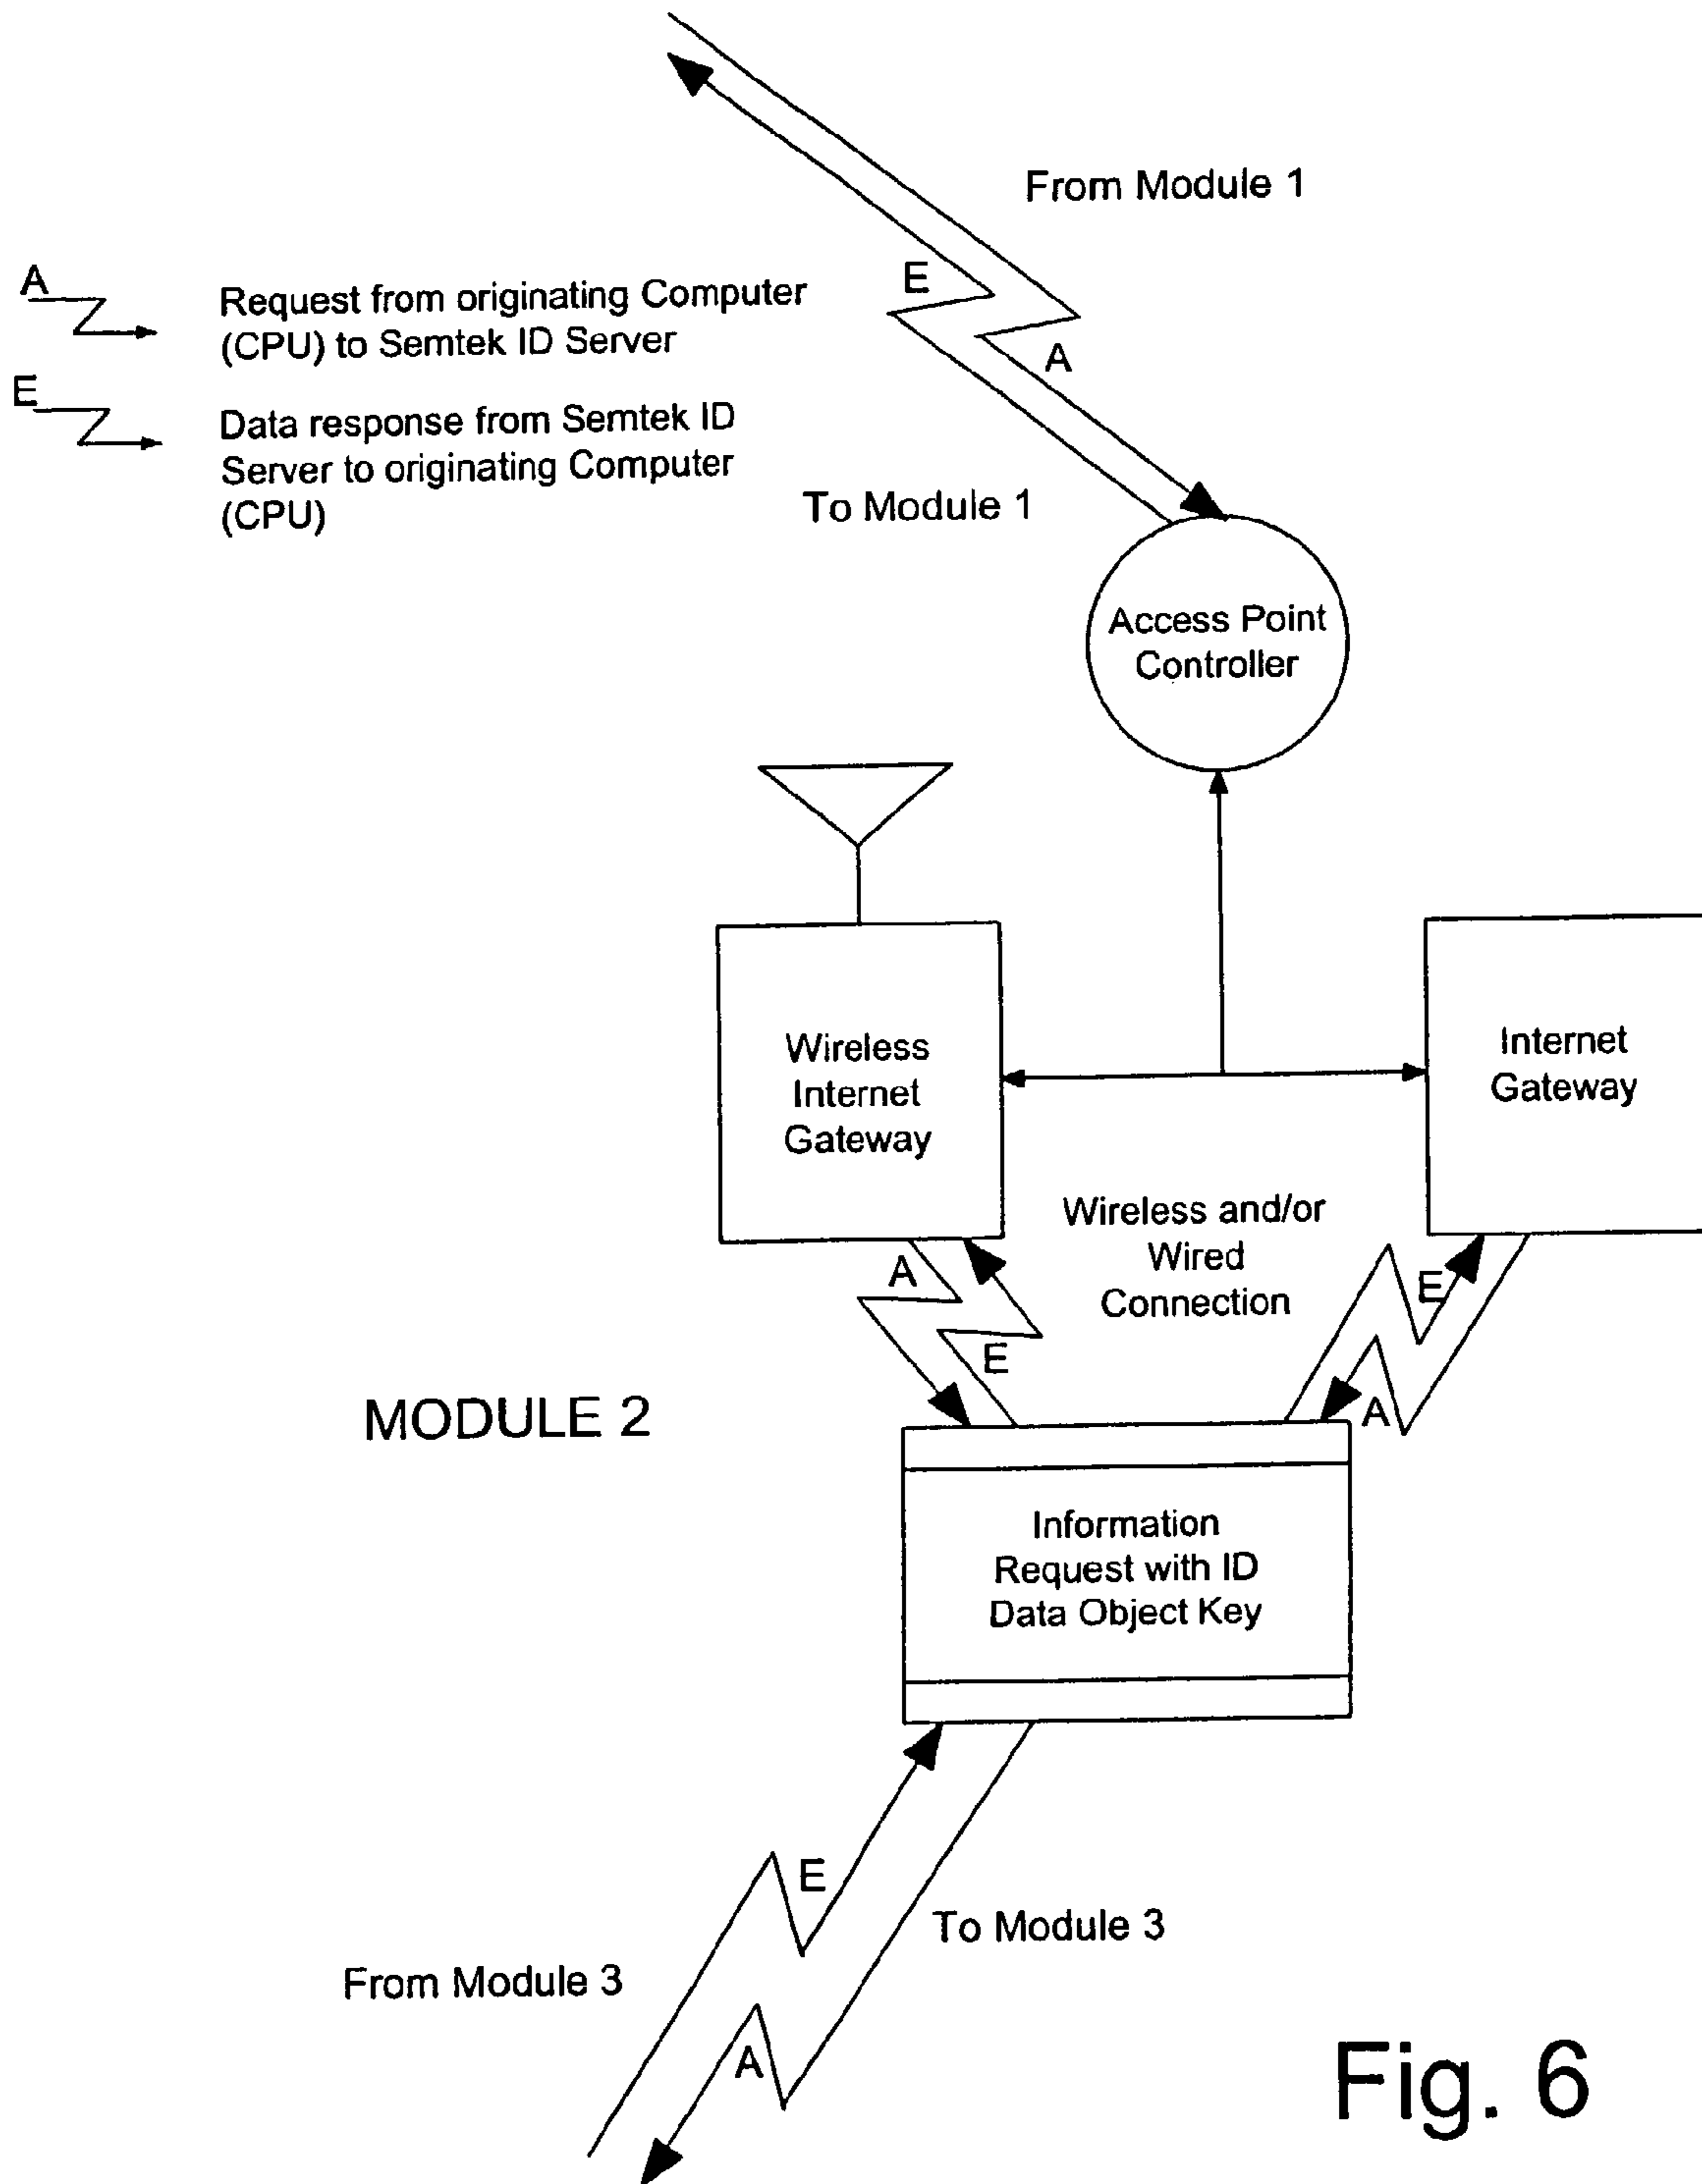 From Module 1
A
Request from originating Computer
(CPU) to Semtek ID Server
E
Data response from Semtek ID
Server to originating Computer
(CPU)
E
A
To Module 1
Access Point
Controller
Wireless
Internet
Gateway
Internet
Gateway
Wireless and/or
Wired
Connection
A
E
E
A
MODULE 2
Information
Request with ID
Data Object Key
E
To Module 3
From Module 3
A
Fig. 6